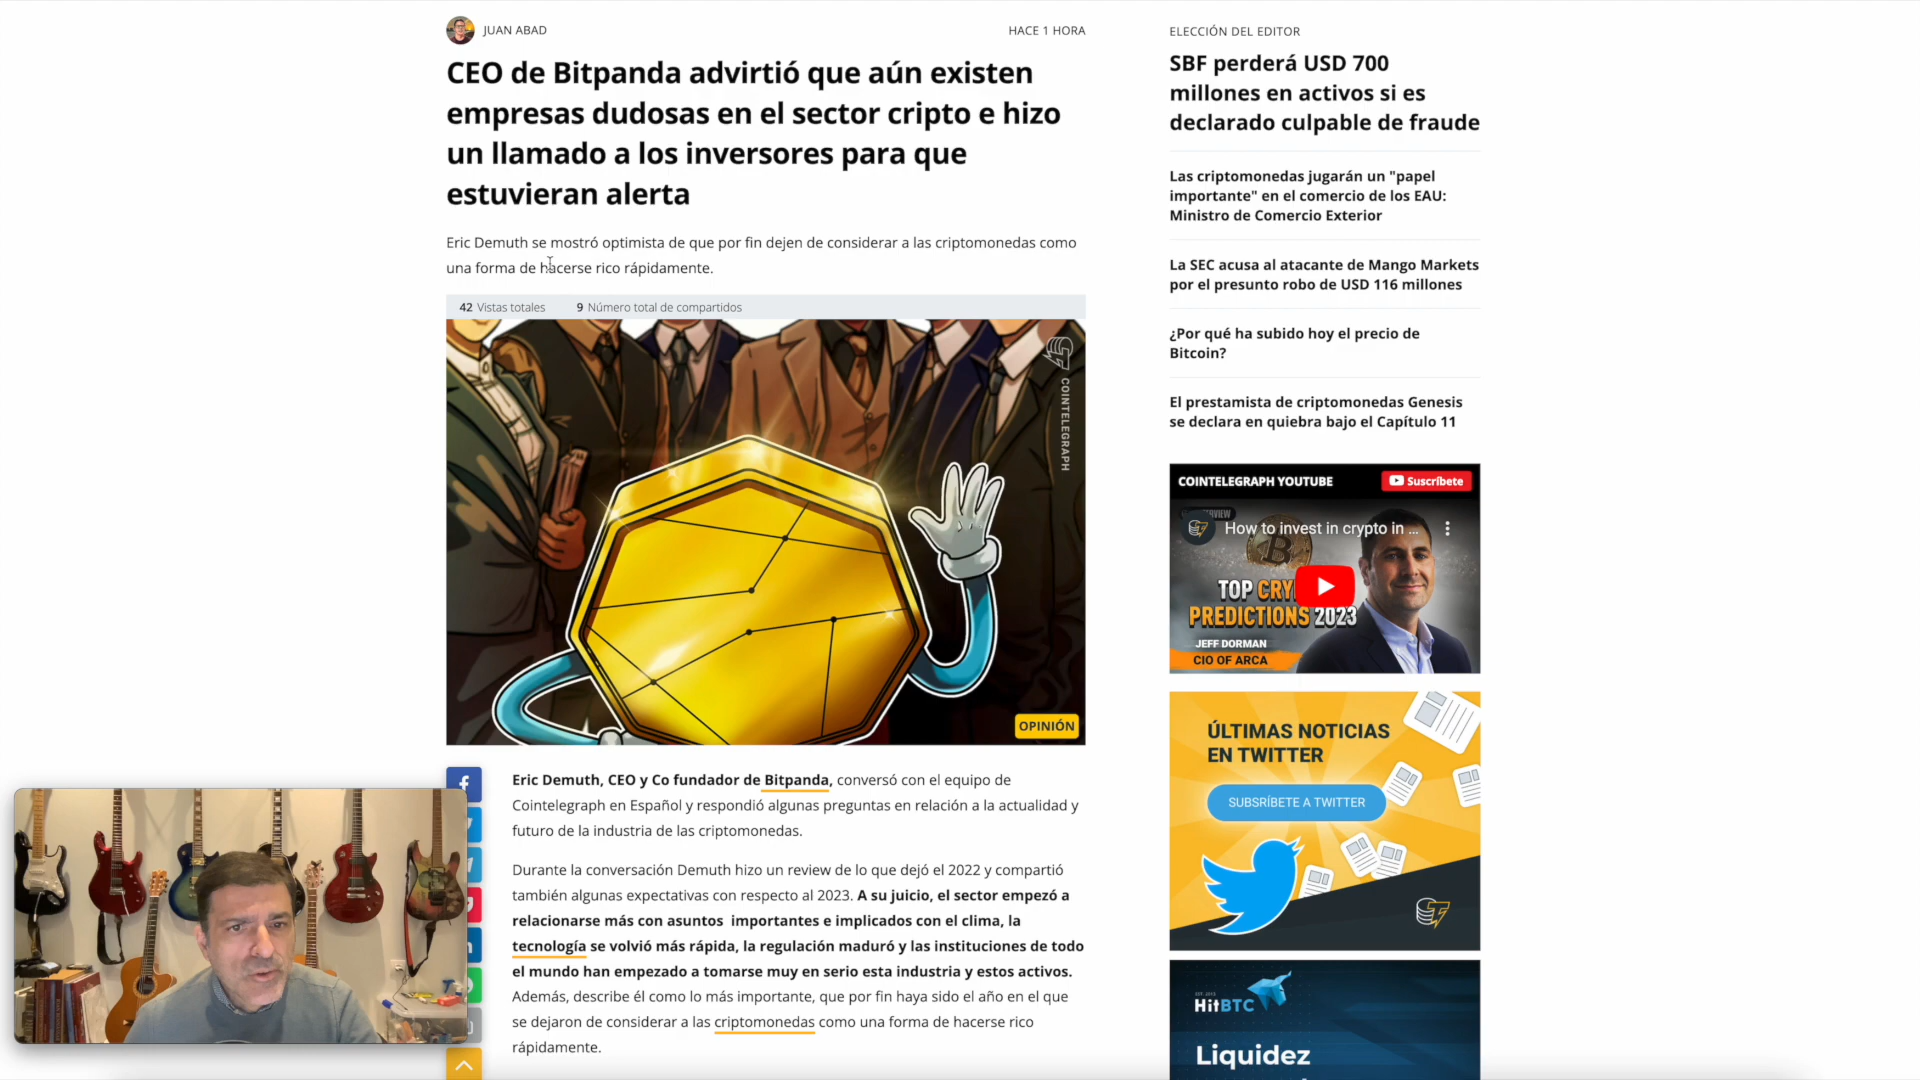 JUAN ABAD
HACE 1 HORA
CEO de Bitpanda advirtió que aún existen
empresas dudosas en el sector cripto e hizo
un llamado a los inversores para que
estuvieran alerta
Eric Demuth se mostró optimista de que por fin dejen de considerar a las criptomonedas como
una forma de hacerse rico rápidamente.
42 Vistas totales
9 Número total de compartidos
COINTELEGRAPH
OPINIÓN
Eric Demuth, CEO y Co fundador de Bitpanda, conversó con el equipo de
Cointelegraph en Español y respondió algunas preguntas en relación a la actualidad y
futuro de la industria de las criptomonedas.
Durante la conversación Demuth hizo un review de lo que dejó el 2022 y compartió
también algunas expectativas con respecto al 2023. A su juicio, el sector empezó a
relacionarse más con asuntos importantes e implicados con el clima, la
tecnología se volvió más rápida, la regulación maduró y las instituciones de todo
el mundo han empezado a tomarse muy en serio esta industria y estos activos.
Además, describe él como lo más importante, que por fin haya sido el año en el que
se dejaron de considerar a las criptomonedas como una forma de hacerse rico
rápidamente.
ELECCIÓN DEL EDITOR
SBF perderá USD 700
millones en activos si es
declarado culpable de fraude
Las criptomonedas jugarán un "papel
importante" en el comercio de los EAU:
Ministro de Comercio Exterior
La SEC acusa al atacante de Mango Markets
por el presunto robo de USD 116 millones
¿Por qué ha subido hoy el precio de
Bitcoin?
El prestamista de criptomonedas Genesis
se declara en quiebra bajo el Capítulo 11
COINTELEGRAPH YOUTUBE
Suscríbete
How to invest in crypto in ...
TOP CRY
PREDICTIONS 2023
JEFF DORMAN
CIO OF ARCA
ÚLTIMAS NOTICIAS
EN TWITTER
SUBSRÍBETE A TWITTER
HitBTC
Liquidez